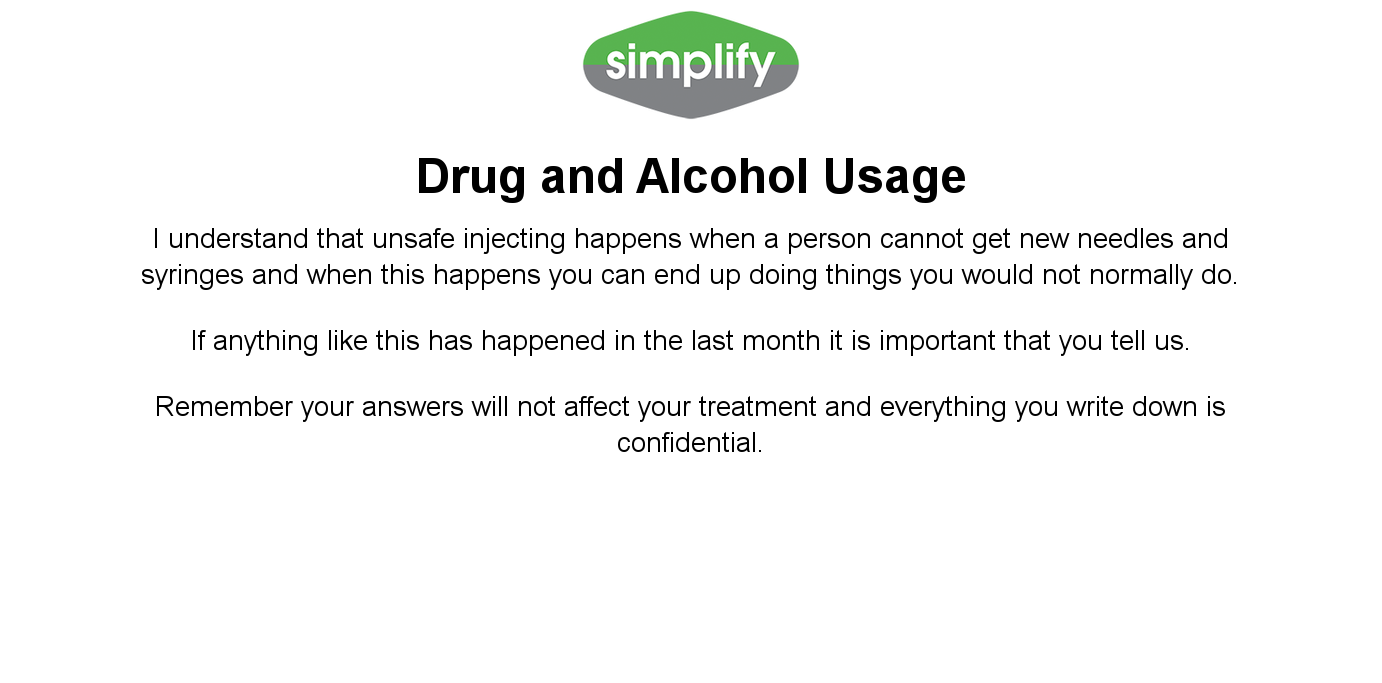 simplify
Drug and Alcohol Usage
I understand that unsafe injecting happens when a person cannot get new needles and
syringes and when this happens you can end up doing things you would not normally do.
If anything like this has happened in the last month it is important that you tell us.
Remember your answers will not affect your treatment and everything you write down is
confidential.